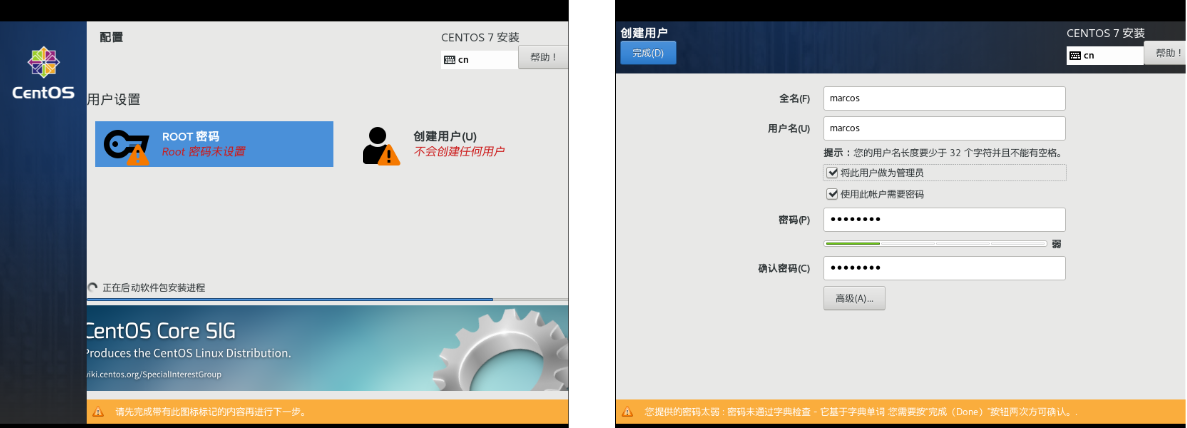 配置
CENTOS 7 安装
cn
帮助！
CentOS
用户设置
ROOT 密码
Root 密码未设置
创建用户(U)
不会创建任何用户
正在启动软件包安装进程
CentOS Core SIG
Produces the CentOS Linux Distribution.
wiki.centos.org/SpecialInterestGroup
请先完成带有此图标标记的内容再进行下一步。
创建用户
完成(D)
CENTOS 7 安装
cn
帮助！
全名(F)
marcos
用户名(U)
marcos
提示：您的用户名长度要少于 32 个字符并且不能有空格。
将此用户做为管理员
使用此帐户需要密码
密码(P)
弱
确认密码(C)
高级(A)...
您提供的密码太弱：密码未通过字典检查 - 它基于字典单词 您需要按"完成（Done）"按钮两次方可确认。.